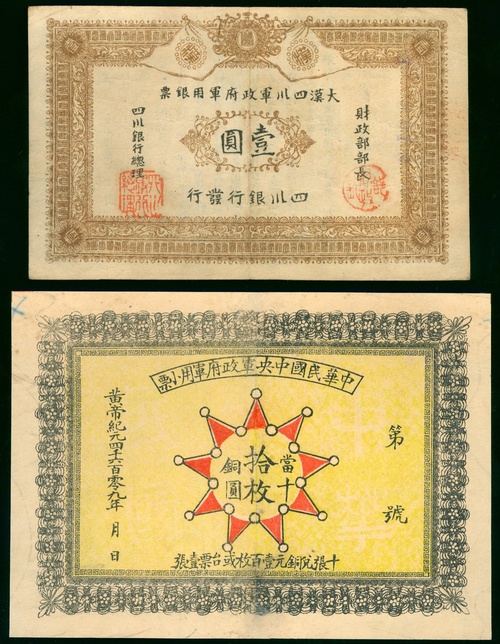 圓
大漢四川軍政府軍用銀票
財政部部長
壹圓
四川銀行總理
四川銀行發行
中華民國中央軍政府軍用小票
第 號
當十
拾枚
銅圓
黃帝紀元四千六百零九年 月 日
十張兌銅元壹百枚或台票壹張